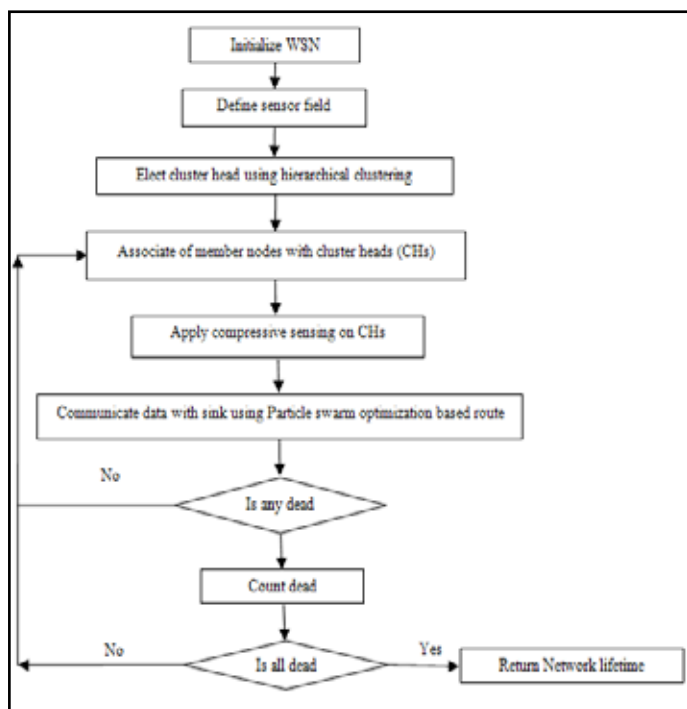 Initialize WSN
Define sensor field
Elect cluster head using hierarchical clustering
Associate of member nodes with cluster heads (CHs)
Apply compressive sensing on CHs
Communicate data with sink using Particle swarm optimization based route
No
Is any dead
Count dead
No
Is all dead
Yes
Return Network lifetime